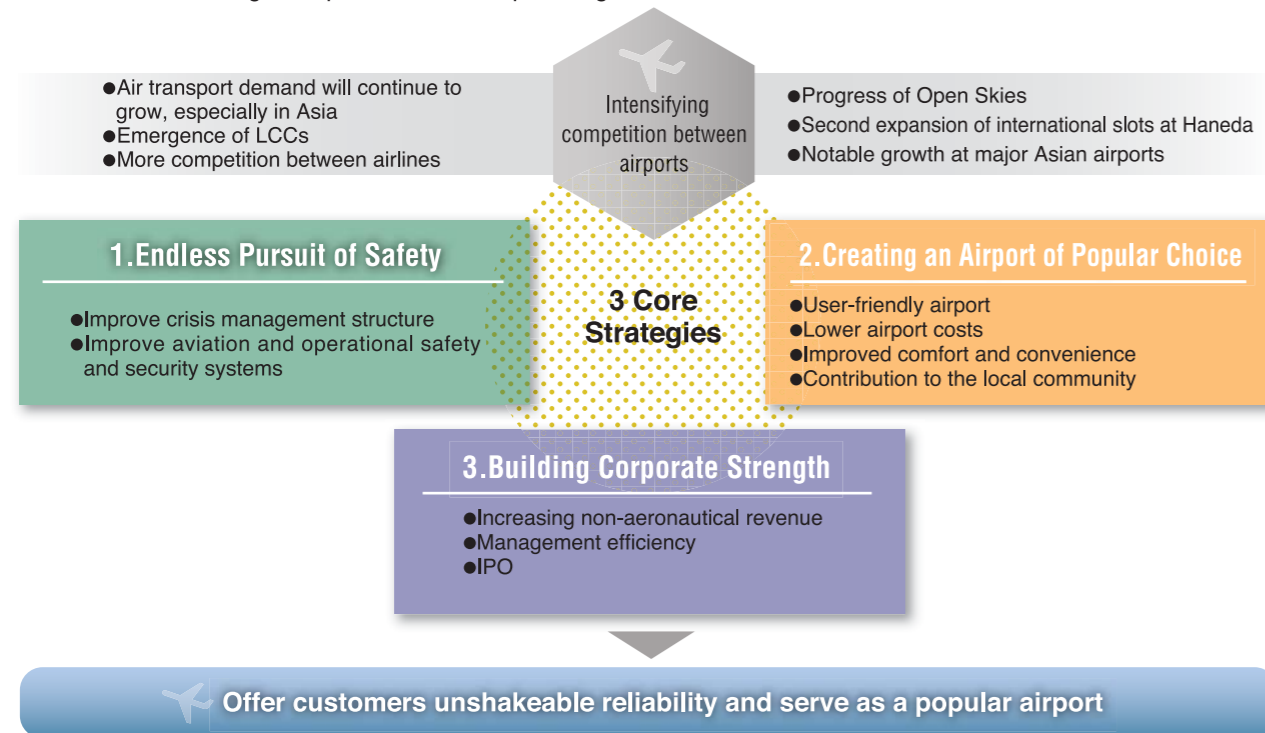 ●Air transport demand will continue to
grow, especially in Asia
●Emergence of LCCs
●More competition between airlines
Intensifying
competition between
airports
●Progress of Open Skies
●Second expansion of international slots at Haneda
●Notable growth at major Asian airports
1.Endless Pursuit of Safety
●Improve crisis management structure
●Improve aviation and operational safety
and security systems
3 Core
Strategies
2.Creating an Airport of Popular Choice
●User-friendly airport
●Lower airport costs
●Improved comfort and convenience
●Contribution to the local community
3.Building Corporate Strength
●Increasing non-aeronautical revenue
●Management efficiency
●IPO
Offer customers unshakeable reliability and serve as a popular airport